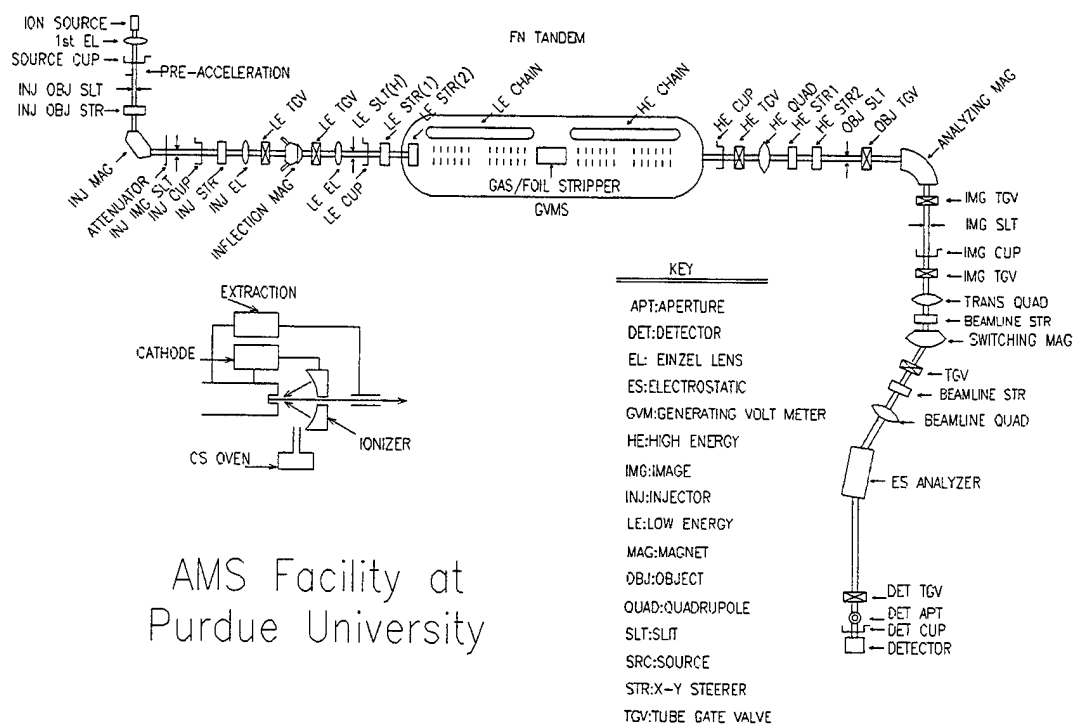 ION SOURCE
1st EL
SOURCE CUP
PRE-ACCELERATION
INJ OBJ SLT
INJ OBJ STR
INJ MAG
ATTENUATOR
INJ IMG SLT
INJ CUP
INJ STR
INJ EL
LE TGV
INFLECTION MAG
LE TGV
LE EL
LE SLT(H)
LE CUP
LE STR(1)
LE STR(2)
FN TANDEM
LE CHAIN
HE CHAIN
GAS/FOIL STRIPPER
GVMS
HE CUP
HE TGV
HE QUAD
HE STR1
HE STR2
OBJ SLT
OBJ TGV
ANALYZING MAG
IMG TGV
IMG SLT
IMG CUP
IMG TGV
TRANS QUAD
BEAMLINE STR
SWITCHING MAG
TGV
BEAMLINE STR
BEAMLINE QUAD
ES ANALYZER
DET TGV
DET APT
DET CUP
DETECTOR
EXTRACTION
CATHODE
IONIZER
CS OVEN
KEY
APT:APERTURE
DET:DETECTOR
EL: EINZEL LENS
ES:ELECTROSTATIC
GVM:GENERATING VOLT METER
HE:HIGH ENERGY
IMG:IMAGE
INJ:INJECTOR
LE:LOW ENERGY
MAG:MAGNET
OBJ:OBJECT
QUAD:QUADRUPOLE
SLT:SLIT
SRC:SOURCE
STR:X-Y STEERER
TGV:TUBE GATE VALVE
AMS Facility at
Purdue University